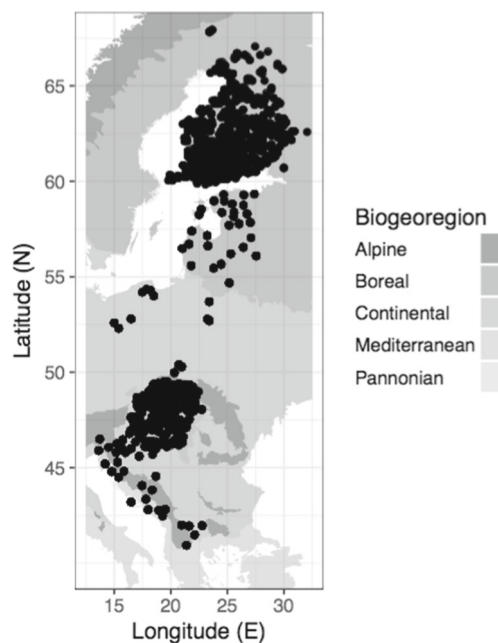 65
60
55
50
45
Latitude (N)
15 20 25 30
Longitude (E)
Biogeoregion
Alpine
Boreal
Continental
Mediterranean
Pannonian